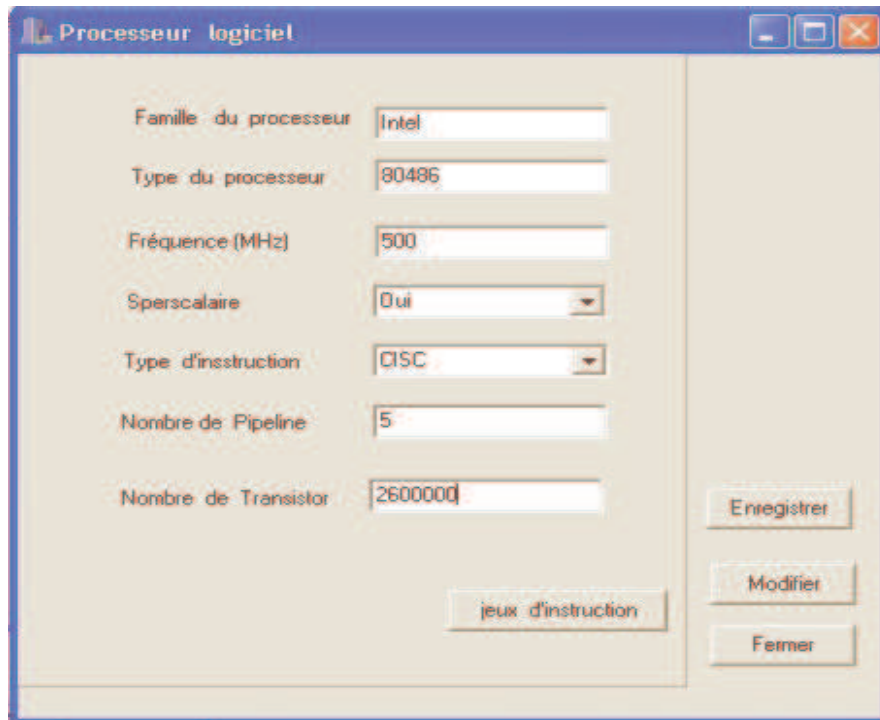 Processeur logiciel
Famille du processeur Intel
Type du processeur 80486
Fréquence (MHz) 500
Sperscalaire Oui
Type d'insstruction CISC
Nombre de Pipeline 5
Nombre de Transistor 2600000
Enregistrer
Modifier
jeux d'instruction
Fermer